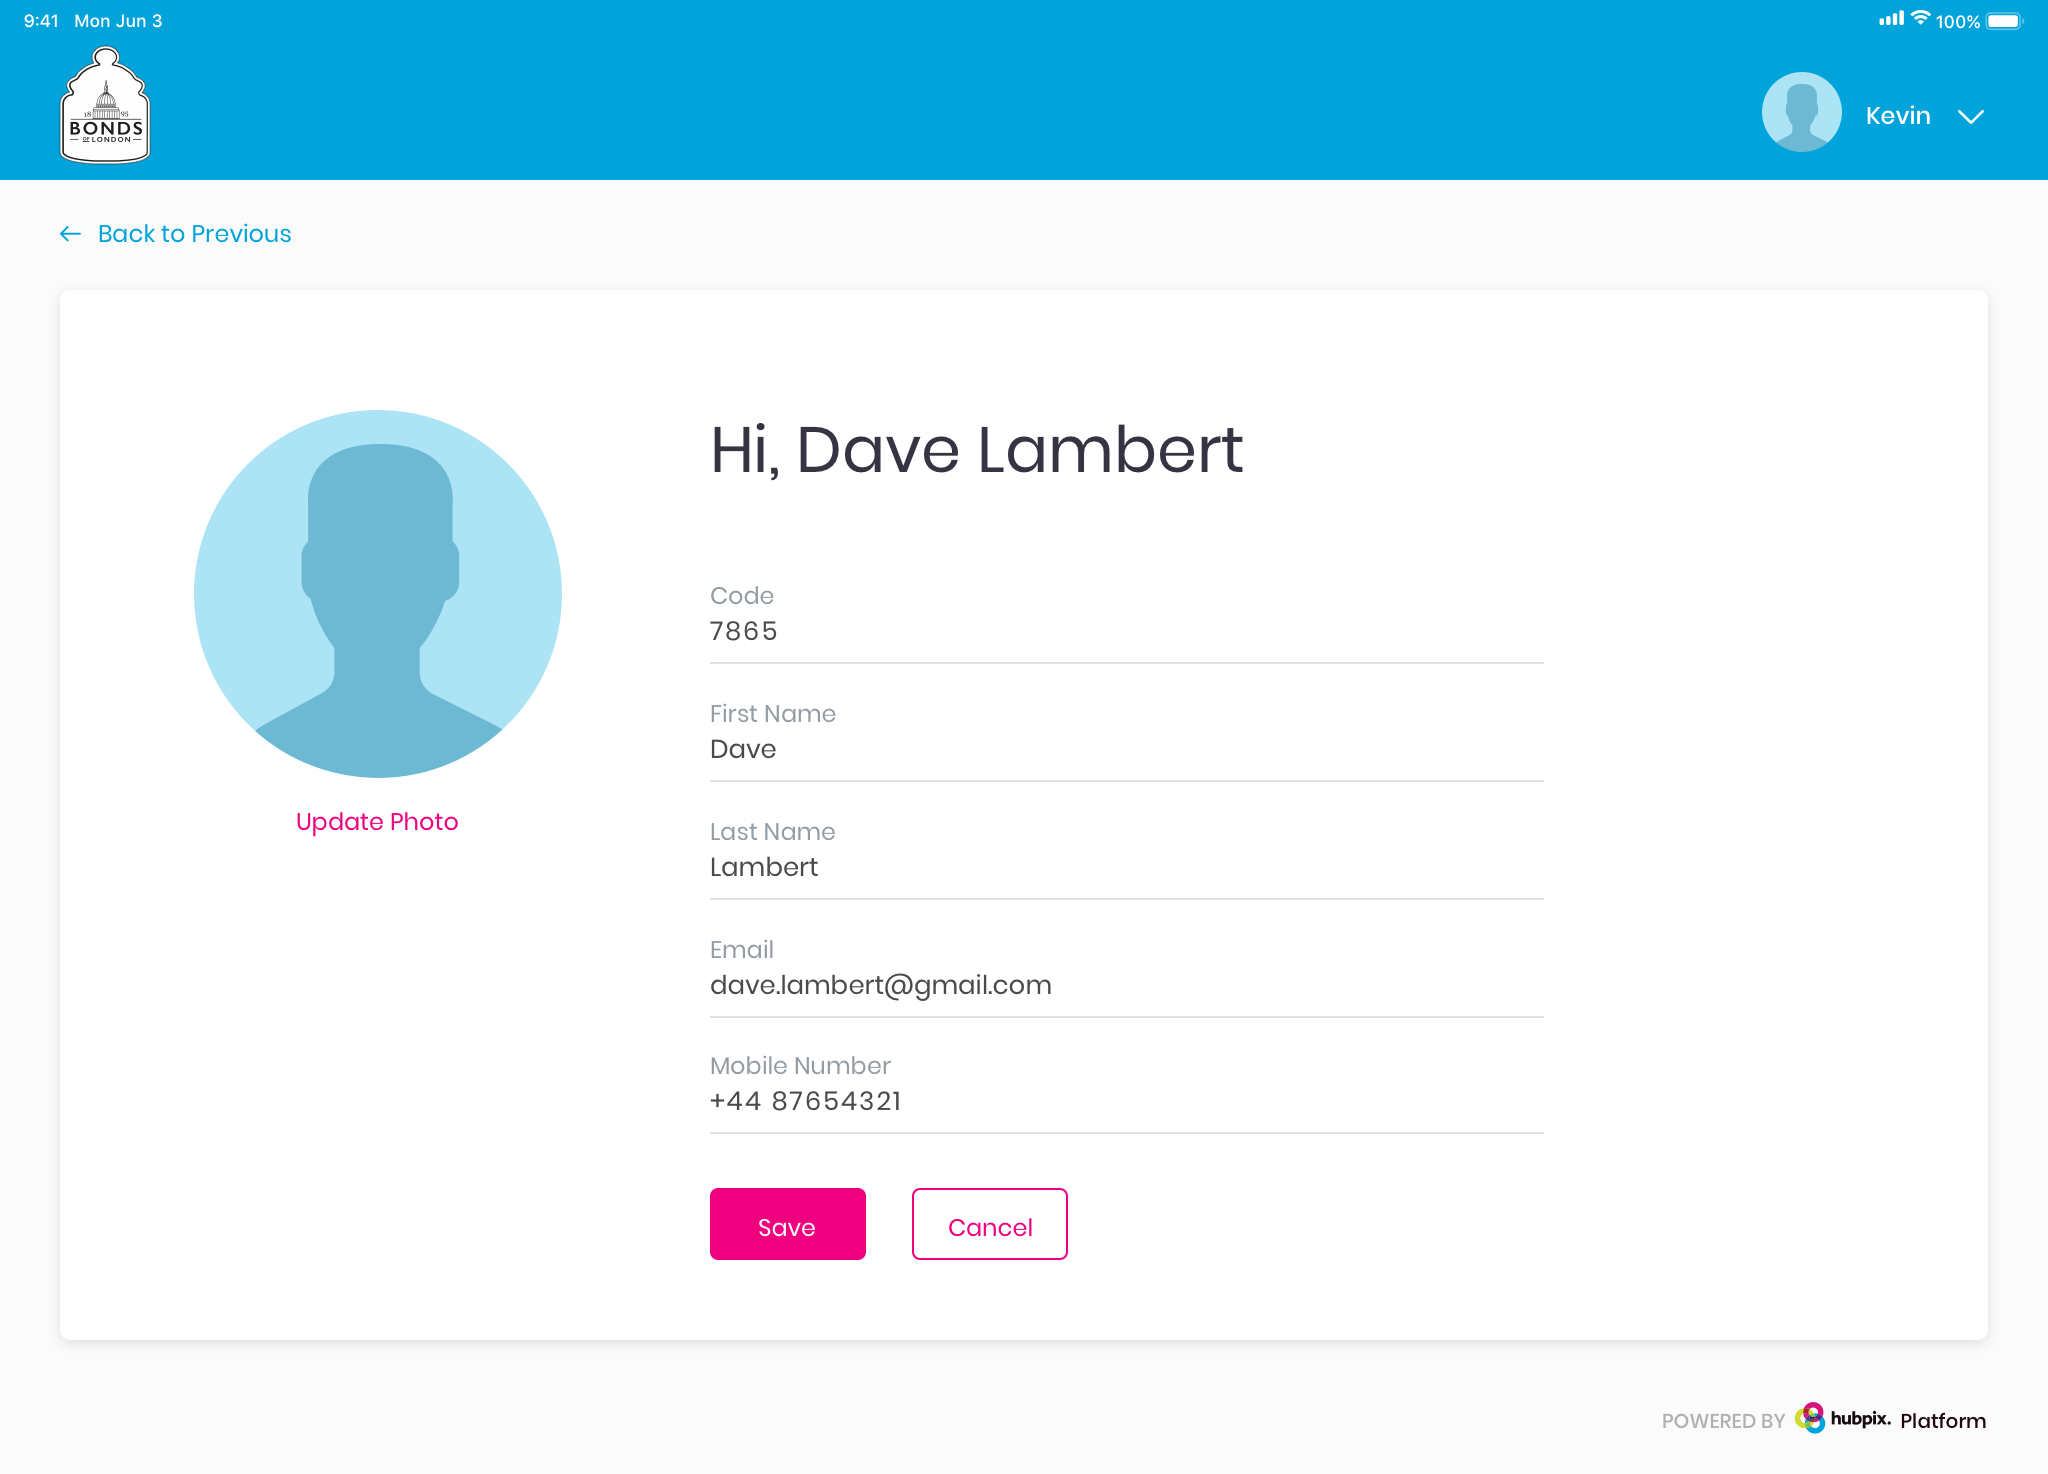 9:41 Mon Jun 3
100%
18 95
BONDS
OF LONDON
Kevin
Back to Previous
Hi, Dave Lambert
Code
7865
First Name
Dave
Update Photo
Last Name
Lambert
Email
dave.lambert@gmail.com
Mobile Number
+44 87654321
Save
Cancel
POWERED BY hubpix. Platform